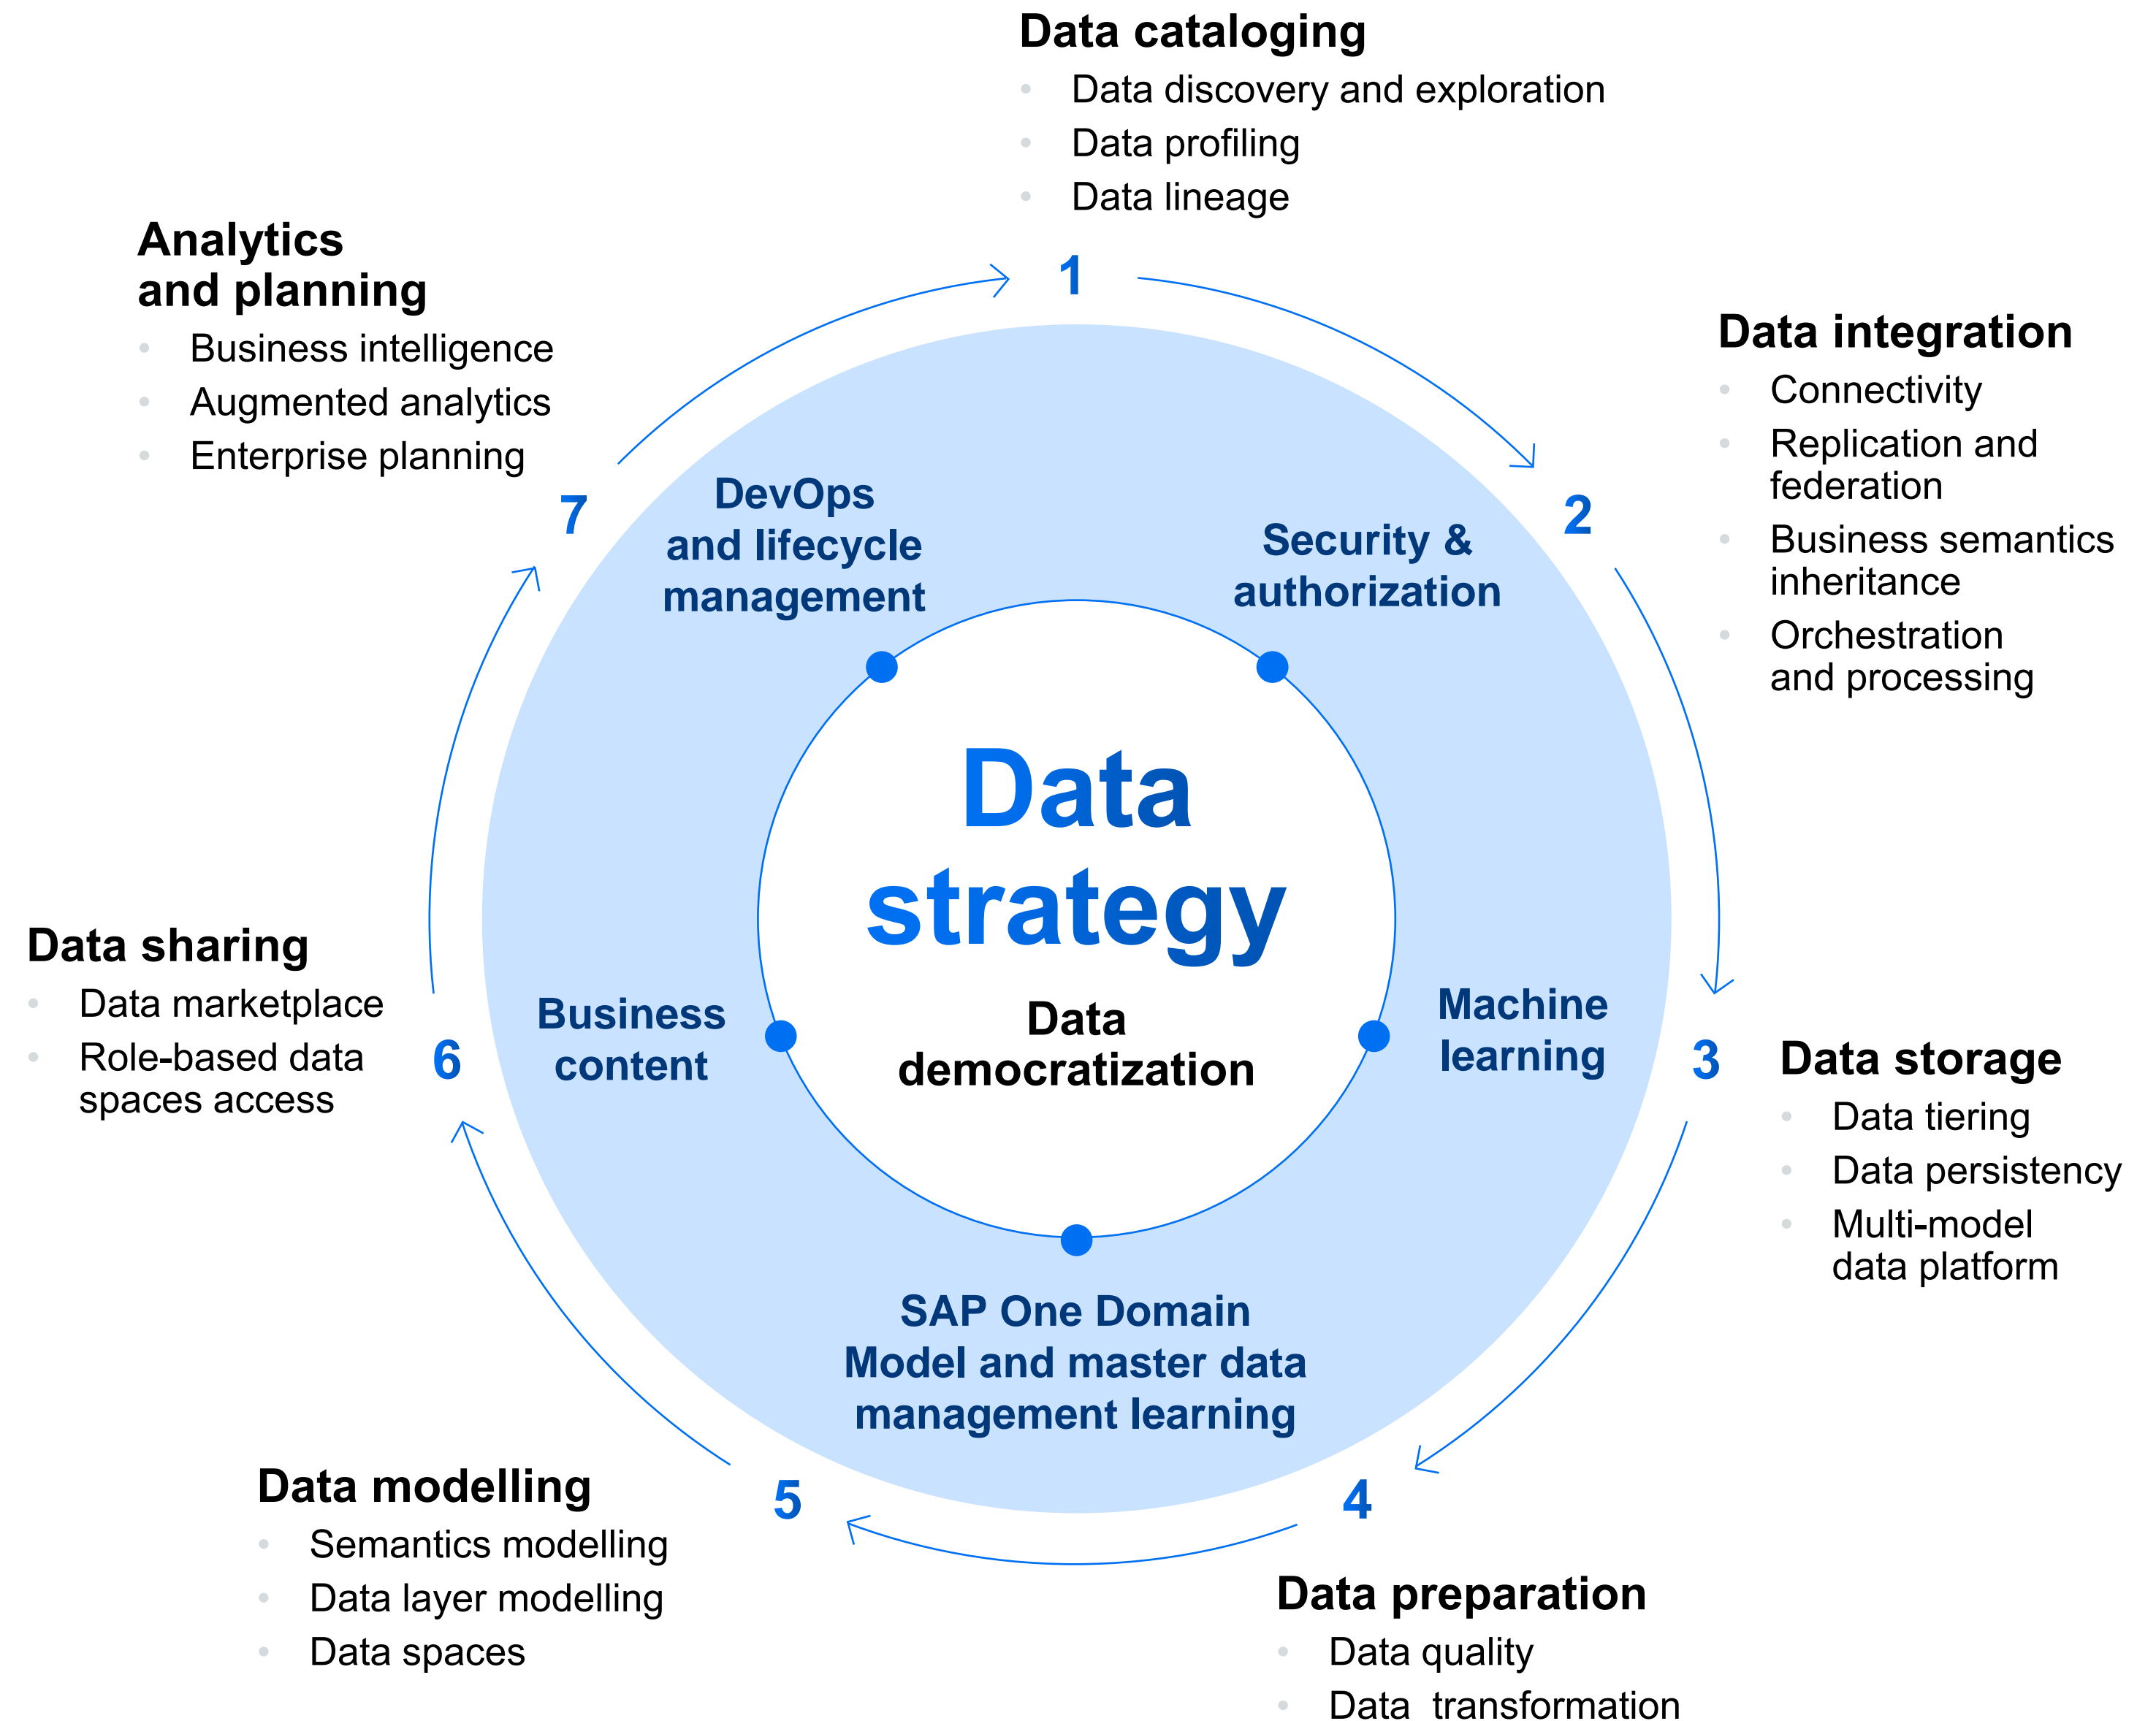 Data cataloging
Data discovery and exploration
Data profiling
Data lineage
1
Data integration
Connectivity
Replication and
federation
Business semantics
inheritance
Orchestration
and processing
2
Data storage
Data tiering
Data persistency
Multi-model
data platform
3
Data preparation
Data quality
Data transformation
4
Data modelling
Semantics modelling
Data layer modelling
Data spaces
5
Data sharing
Data marketplace
Role-based data
spaces access
6
Analytics
and planning
Business intelligence
Augmented analytics
Enterprise planning
7
DevOps
and lifecycle
management
Security &
authorization
Machine
learning
SAP One Domain
Model and master data
management learning
Business
content
Data
strategy
Data
democratization